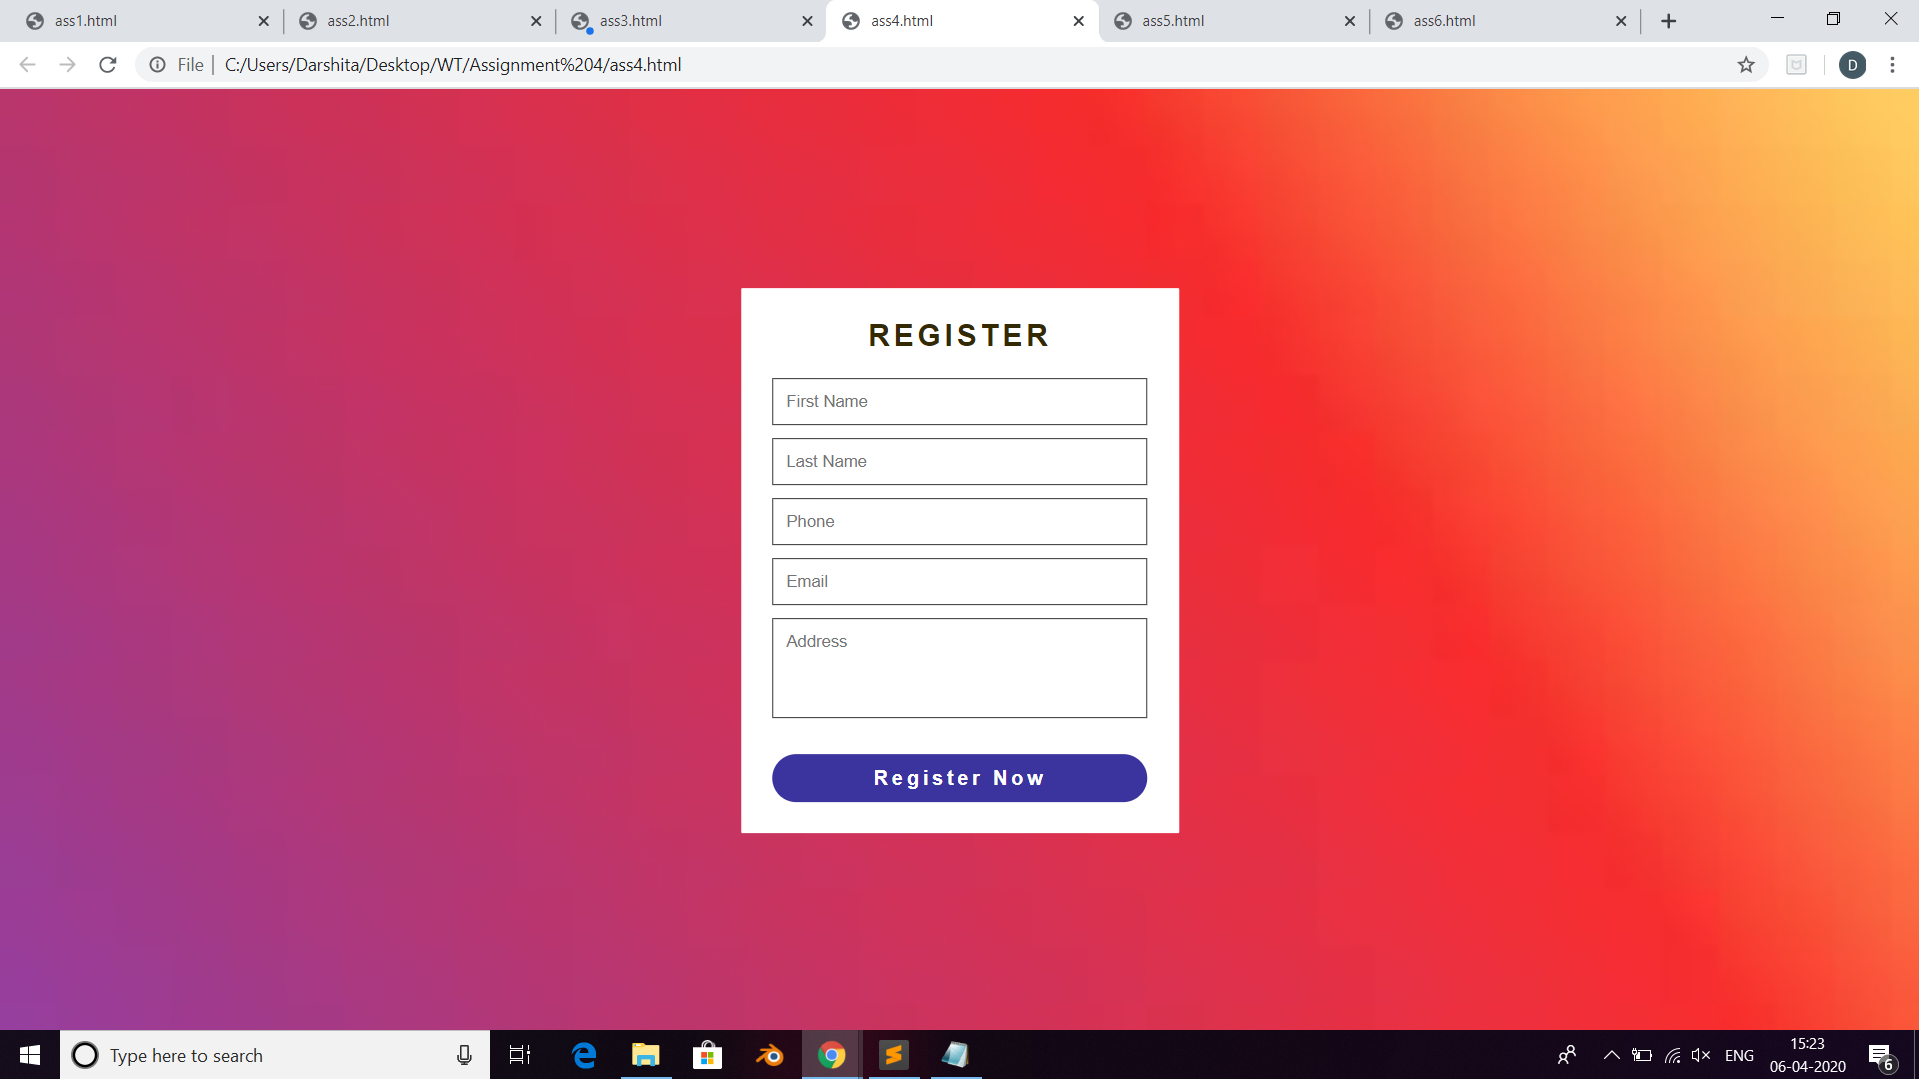 ass1.html
ass2.html
ass3.html
ass4.html
ass5.html
ass6.html
File
C:/Users/Darshita/Desktop/WT/Assignment%204/ass4.html
D
REGISTER
First Name
Last Name
Phone
Email
Address
Register Now
Type here to search
ENG
15:23
06-04-2020
6